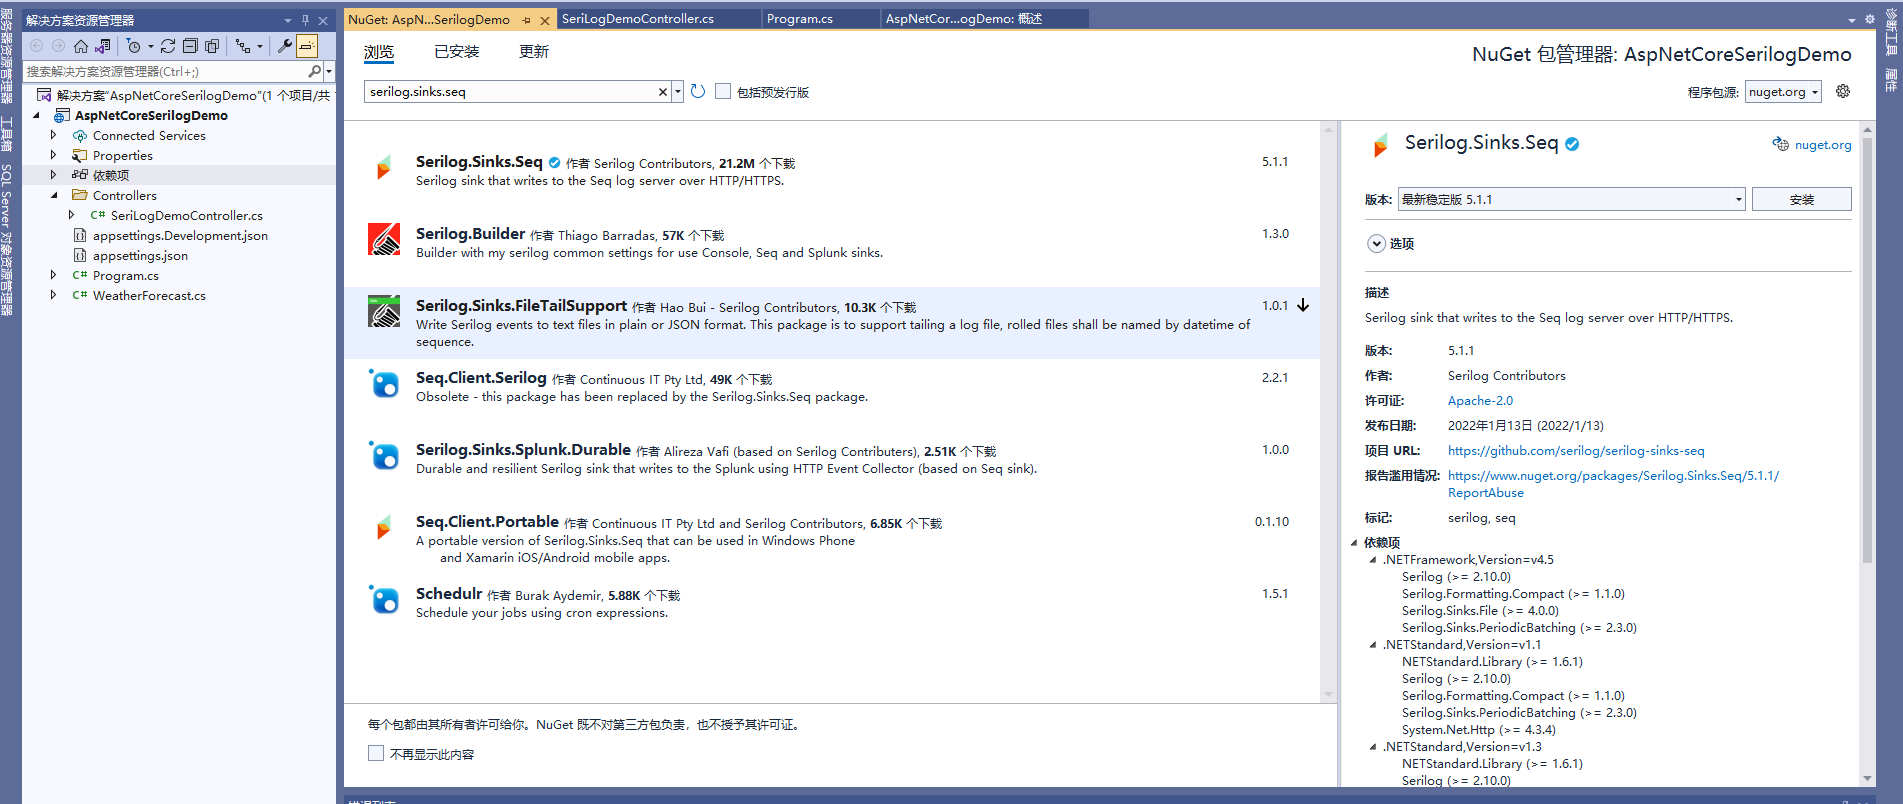 服务器资源管理器
工具箱
SQL Server 对象资源管理器
解决方案资源管理器
搜索解决方案资源管理器(Ctrl+;)
解决方案"AspNetCoreSerilogDemo"(1 个项目/共
AspNetCoreSerilogDemo
Connected Services
Properties
依赖项
Controllers
C# SeriLogDemoController.cs
appsettings.Development.json
appsettings.json
C# Program.cs
C# WeatherForecast.cs
NuGet: AspN...SerilogDemo
SeriLogDemoController.cs
Program.cs
AspNetCor...ogDemo: 概述
浏览
已安装
更新
NuGet 包管理器: AspNetCoreSerilogDemo
serilog.sinks.seq
包括预发行版
程序包源: nuget.org
Serilog.Sinks.Seq 作者 Serilog Contributors, 21.2M 个下载
5.1.1
Serilog sink that writes to the Seq log server over HTTP/HTTPS.
Serilog.Builder 作者 Thiago Barradas, 57K 个下载
1.3.0
Builder with my serilog common settings for use Console, Seq and Splunk sinks.
Serilog.Sinks.FileTailSupport 作者 Hao Bui - Serilog Contributors, 10.3K 个下载
1.0.1
Write Serilog events to text files in plain or JSON format. This package is to support tailing a log file, rolled files shall be named by datetime of
sequence.
Seq.Client.Serilog 作者 Continuous IT Pty Ltd, 49K 个下载
2.2.1
Obsolete - this package has been replaced by the Serilog.Sinks.Seq package.
Serilog.Sinks.Splunk.Durable 作者 Alireza Vafi (based on Serilog Contributers), 2.51K 个下载
1.0.0
Durable and resilient Serilog sink that writes to the Splunk using HTTP Event Collector (based on Seq sink).
Seq.Client.Portable 作者 Continuous IT Pty Ltd and Serilog Contributors, 6.85K 个下载
0.1.10
A portable version of Serilog.Sinks.Seq that can be used in Windows Phone
and Xamarin iOS/Android mobile apps.
Schedulr 作者 Burak Aydemir, 5.88K 个下载
1.5.1
Schedule your jobs using cron expressions.
每个包都由其所有者许可给你。NuGet 既不对第三方包负责，也不授予其许可证。
不再显示此内容
Serilog.Sinks.Seq
nuget.org
版本: 最新稳定版 5.1.1
安装
选项
描述
Serilog sink that writes to the Seq log server over HTTP/HTTPS.
版本: 5.1.1
作者: Serilog Contributors
许可证: Apache-2.0
发布日期: 2022年1月13日 (2022/1/13)
项目 URL: https://github.com/serilog/serilog-sinks-seq
报告滥用情况: https://www.nuget.org/packages/Serilog.Sinks.Seq/5.1.1/
ReportAbuse
标记: serilog, seq
依赖项
.NETFramework,Version=v4.5
Serilog (>= 2.10.0)
Serilog.Formatting.Compact (>= 1.1.0)
Serilog.Sinks.File (>= 4.0.0)
Serilog.Sinks.PeriodicBatching (>= 2.3.0)
.NETStandard,Version=v1.1
NETStandard.Library (>= 1.6.1)
Serilog (>= 2.10.0)
Serilog.Formatting.Compact (>= 1.1.0)
Serilog.Sinks.PeriodicBatching (>= 2.3.0)
System.Net.Http (>= 4.3.4)
.NETStandard,Version=v1.3
NETStandard.Library (>= 1.6.1)
Serilog (>= 2.10.0)
诊断工具
属性